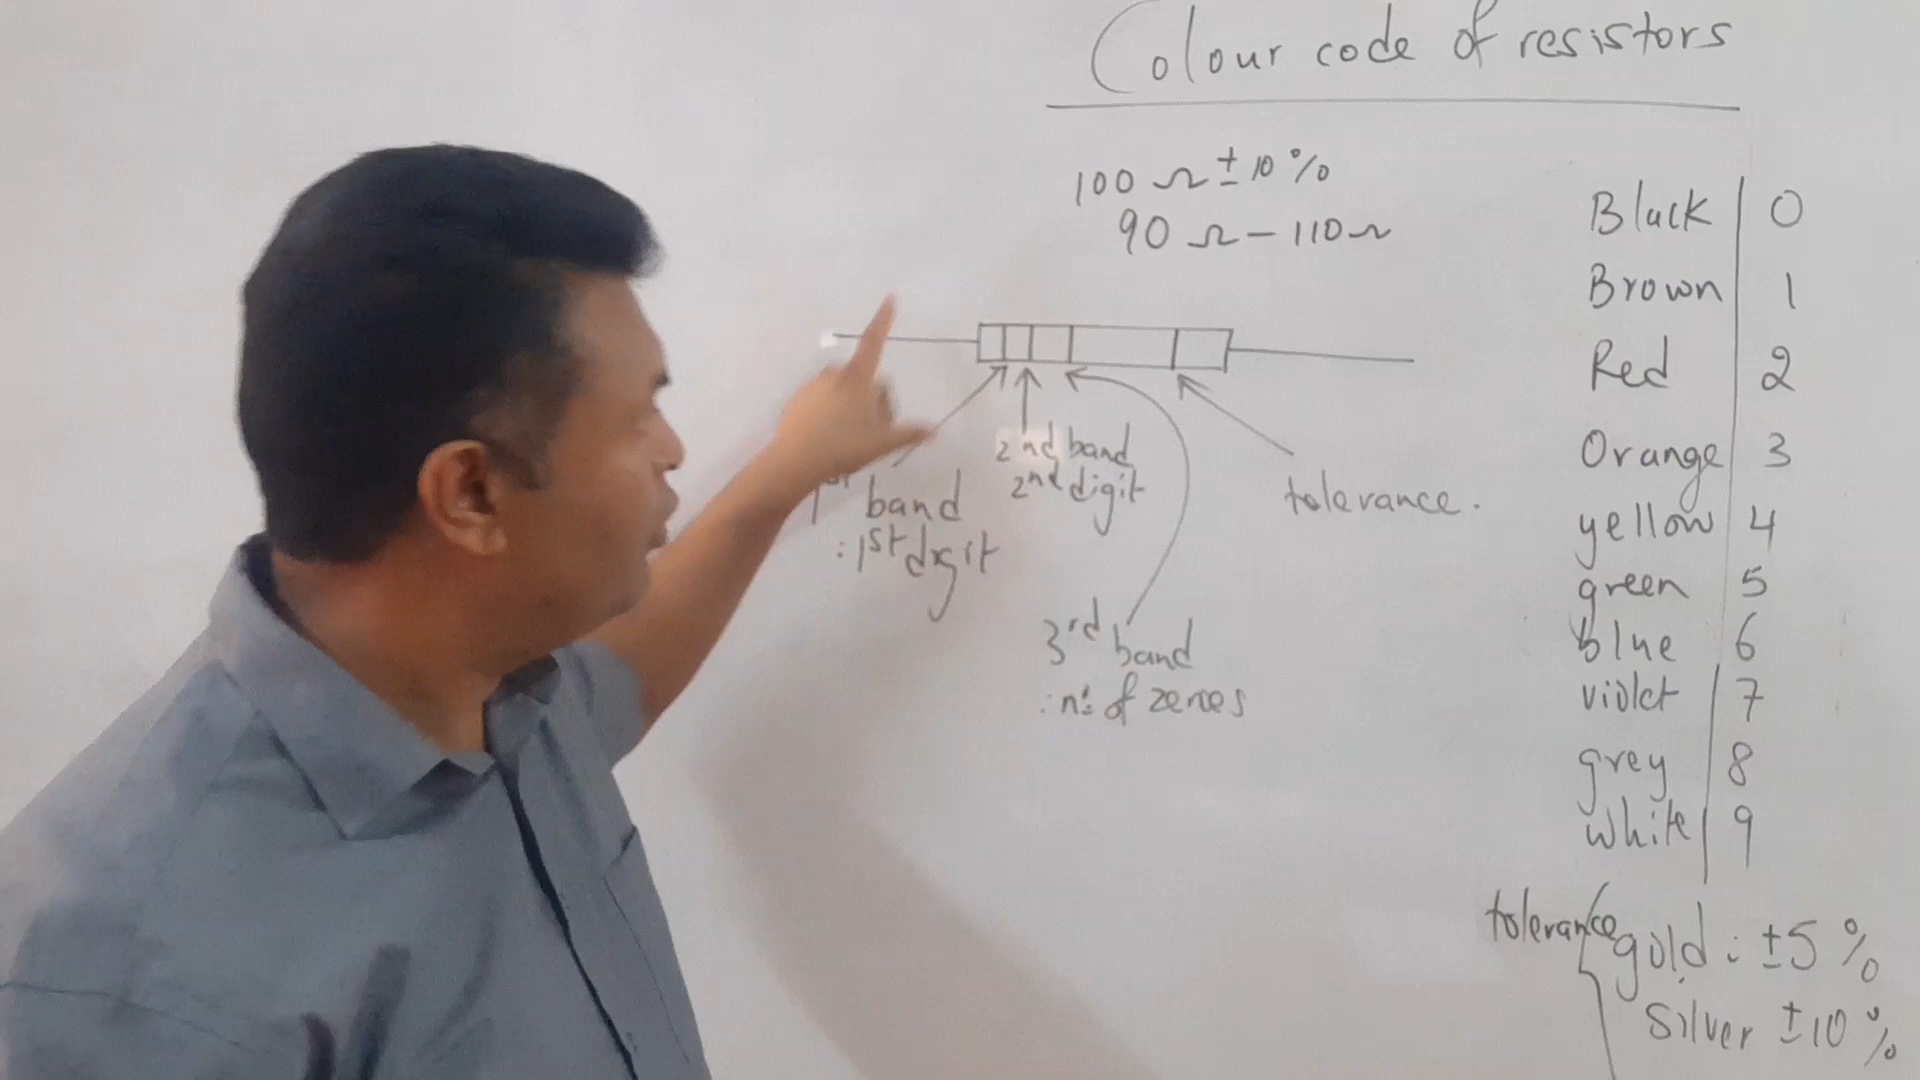 Colour code of resistors
100 Ω ± 10 %
90 Ω – 110 Ω
1st band
: 1st digit
2nd band
2nd digit
3rd band
: nº of zeroes
tolerance.
Black | 0
Brown | 1
Red | 2
Orange | 3
yellow | 4
green | 5
blue | 6
violet | 7
grey | 8
white | 9
tolerance { gold : ±5 %
silver ±10 %